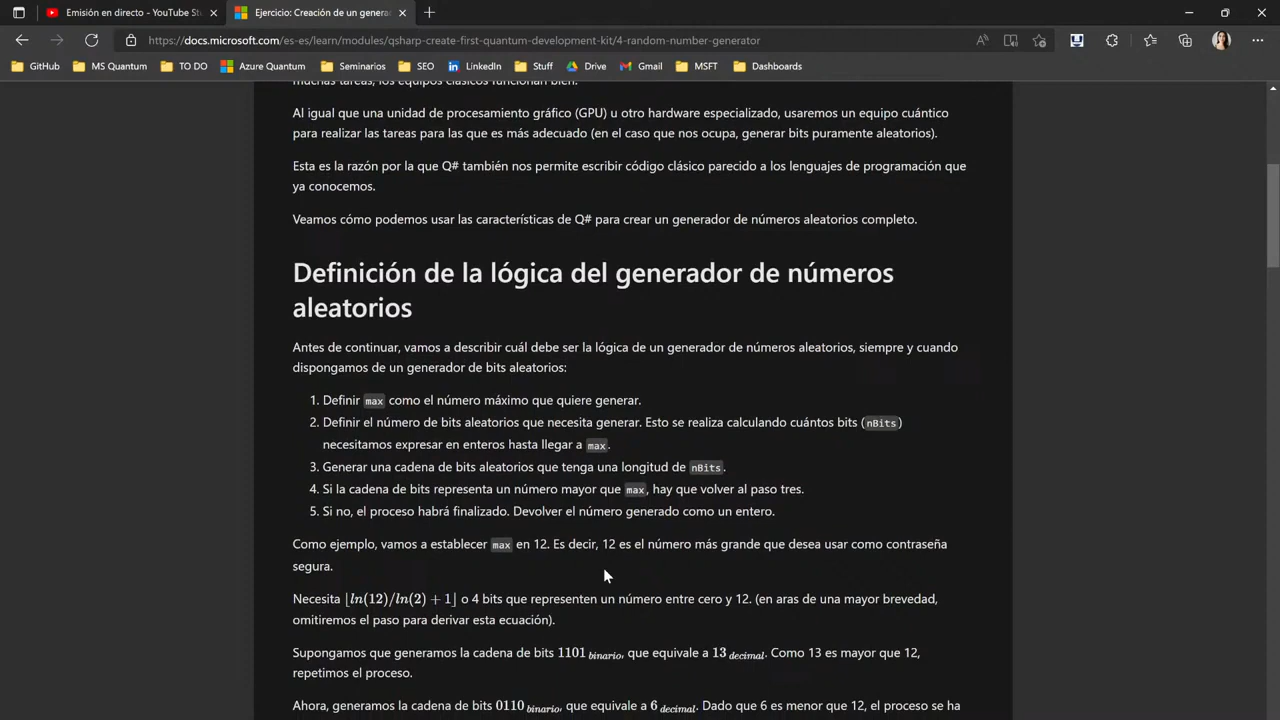 Emisión en directo - YouTube St
Ejercicio: Creación de un genera
https://docs.microsoft.com/es-es/learn/modules/qsharp-create-first-quantum-development-kit/4-random-number-generator
GitHub MS Quantum TO DO Azure Quantum Seminarios SEO LinkedIn Stuff Drive Gmail MSFT Dashboards
muchas tareas, los equipos clásicos funcionan bien.
Al igual que una unidad de procesamiento gráfico (GPU) u otro hardware especializado, usaremos un equipo cuántico
para realizar las tareas para las que es más adecuado (en el caso que nos ocupa, generar bits puramente aleatorios).
Esta es la razón por la que Q# también nos permite escribir código clásico parecido a los lenguajes de programación que
ya conocemos.
Veamos cómo podemos usar las características de Q# para crear un generador de números aleatorios completo.
Definición de la lógica del generador de números
aleatorios
Antes de continuar, vamos a describir cuál debe ser la lógica de un generador de números aleatorios, siempre y cuando
dispongamos de un generador de bits aleatorios:
1. Definir max como el número máximo que quiere generar.
2. Definir el número de bits aleatorios que necesita generar. Esto se realiza calculando cuántos bits (nBits)
necesitamos expresar en enteros hasta llegar a max.
3. Generar una cadena de bits aleatorios que tenga una longitud de nBits.
4. Si la cadena de bits representa un número mayor que max, hay que volver al paso tres.
5. Si no, el proceso habrá finalizado. Devolver el número generado como un entero.
Como ejemplo, vamos a establecer max en 12. Es decir, 12 es el número más grande que desea usar como contraseña
segura.
Necesita ⌊ln(12)/ln(2) + 1⌋ o 4 bits que representen un número entre cero y 12. (en aras de una mayor brevedad,
omitiremos el paso para derivar esta ecuación).
Supongamos que generamos la cadena de bits 1101 binario, que equivale a 13 decimal. Como 13 es mayor que 12,
repetimos el proceso.
Ahora, generamos la cadena de bits 0110 binario, que equivale a 6 decimal. Dado que 6 es menor que 12, el proceso se ha